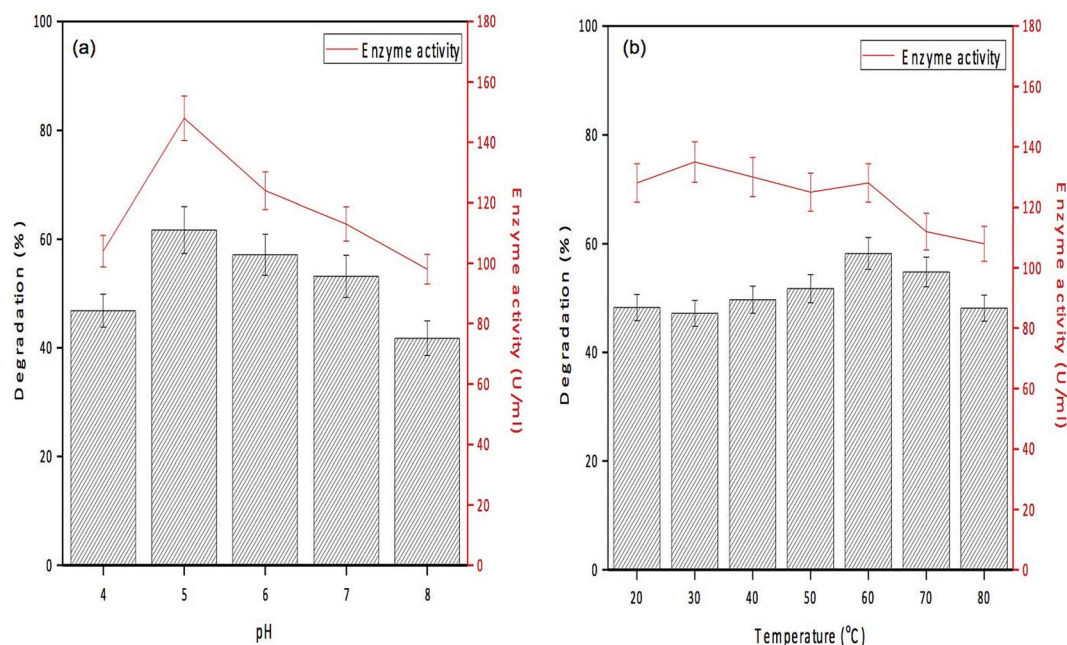 (a)
Enzyme activity
100
80
60
40
20
0
Degradation (%)
180
160
140
120
100
80
60
40
20
0
Enzyme activity (U/ml)
4 5 6 7 8
pH
(b)
Enzyme activity
100
80
60
40
20
0
Degradation (%)
180
160
140
120
100
80
60
40
20
0
Enzyme activity (U/ml)
20 30 40 50 60 70 80
Temperature (°C)